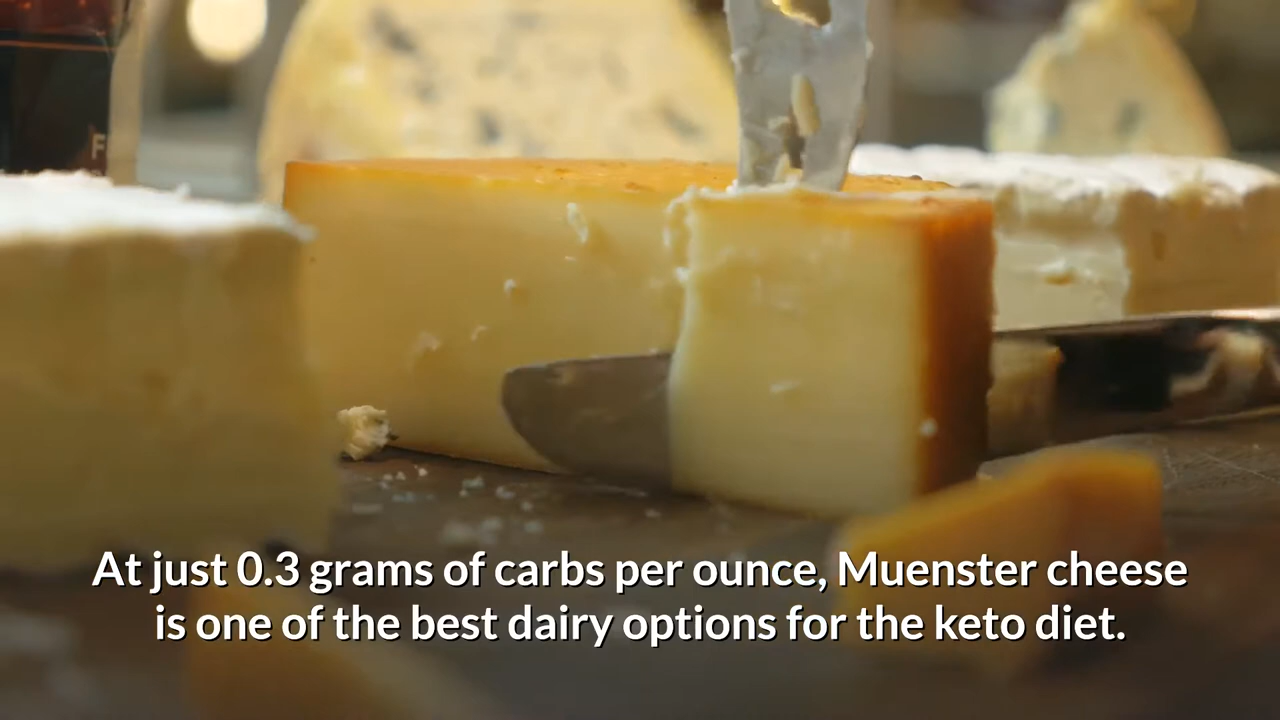 F
At just 0.3 grams of carbs per ounce, Muenster cheese
is one of the best dairy options for the keto diet.